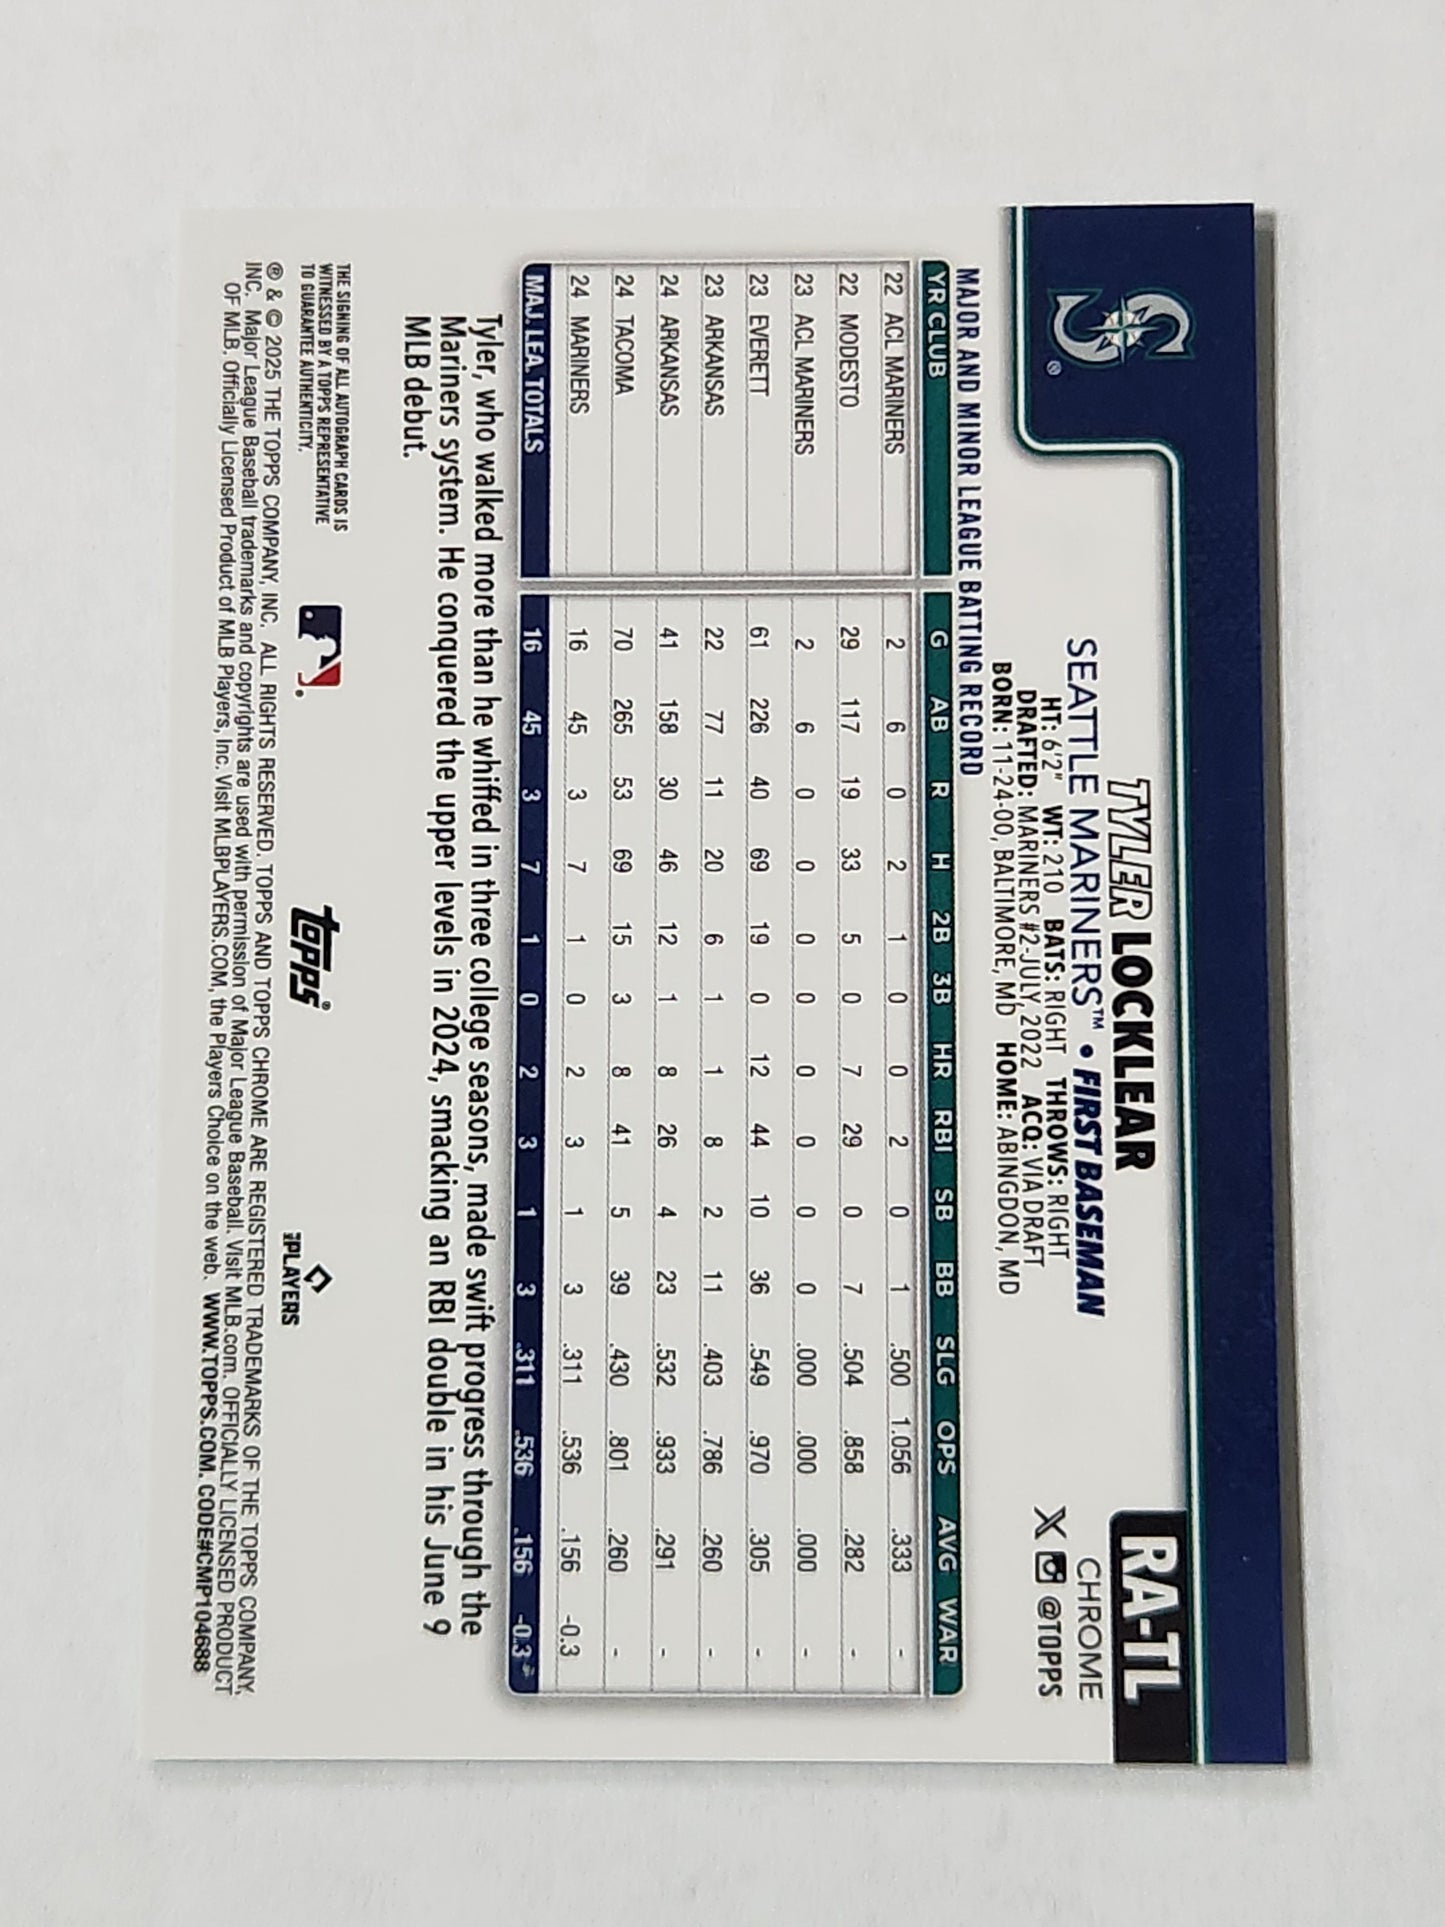 RA-TL
TYLER LOCKLEAR
CHROME
SEATTLE MARINERS™ • FIRST BASEMAN
X @TOPPS
HT: 6'2" WT: 210 BATS: RIGHT THROWS: RIGHT
DRAFTED: MARINERS #2-JULY, 2022 ACQ: VIA DRAFT
BORN: 11-24-00, BALTIMORE, MD HOME: ABINGDON, MD
S ®
MAJOR AND MINOR LEAGUE BATTING RECORD
YR CLUB G AB R H 2B 3B HR RBI SB BB SLG OPS AVG WAR
22 ACL MARINERS 2 6 0 2 1 0 0 2 0 1 .500 1.056 .333 -
22 MODESTO 29 117 19 33 5 0 7 29 0 7 .504 .858 .282 -
23 ACL MARINERS 2 6 0 0 0 0 0 0 0 0 .000 .000 .000 -
23 EVERETT 61 226 40 69 19 0 12 44 10 36 .549 .970 .305 -
23 ARKANSAS 22 77 11 20 6 1 1 8 2 11 .403 .786 .260 -
24 ARKANSAS 41 158 30 46 12 1 8 26 4 23 .532 .933 .291 -
24 TACOMA 70 265 53 69 15 3 8 41 5 39 .430 .801 .260 -
24 MARINERS 16 45 3 7 1 0 2 3 1 3 .311 .536 .156 -0.3
MAJ. LEA. TOTALS 16 45 3 7 1 0 2 3 1 3 .311 .536 .156 -0.3
Tyler, who walked more than he whiffed in three college seasons, made swift progress through the
Mariners system. He conquered the upper levels in 2024, smacking an RBI double in his June 9
MLB debut.
THE SIGNING OF ALL AUTOGRAPH CARDS IS
WITNESSED BY A TOPPS REPRESENTATIVE
TO GUARANTEE AUTHENTICITY.
topps®
PLAYERS
® & © 2025 THE TOPPS COMPANY, INC. ALL RIGHTS RESERVED. TOPPS AND TOPPS CHROME ARE REGISTERED TRADEMARKS OF THE TOPPS COMPANY,
INC. Major League Baseball trademarks and copyrights are used with permission of Major League Baseball. Visit MLB.com. OFFICIALLY LICENSED PRODUCT
OF MLB. Officially Licensed Product of MLB Players, Inc. Visit MLBPLAYERS.COM, the Players Choice on the web. WWW.TOPPS.COM. CODE#CMP104688